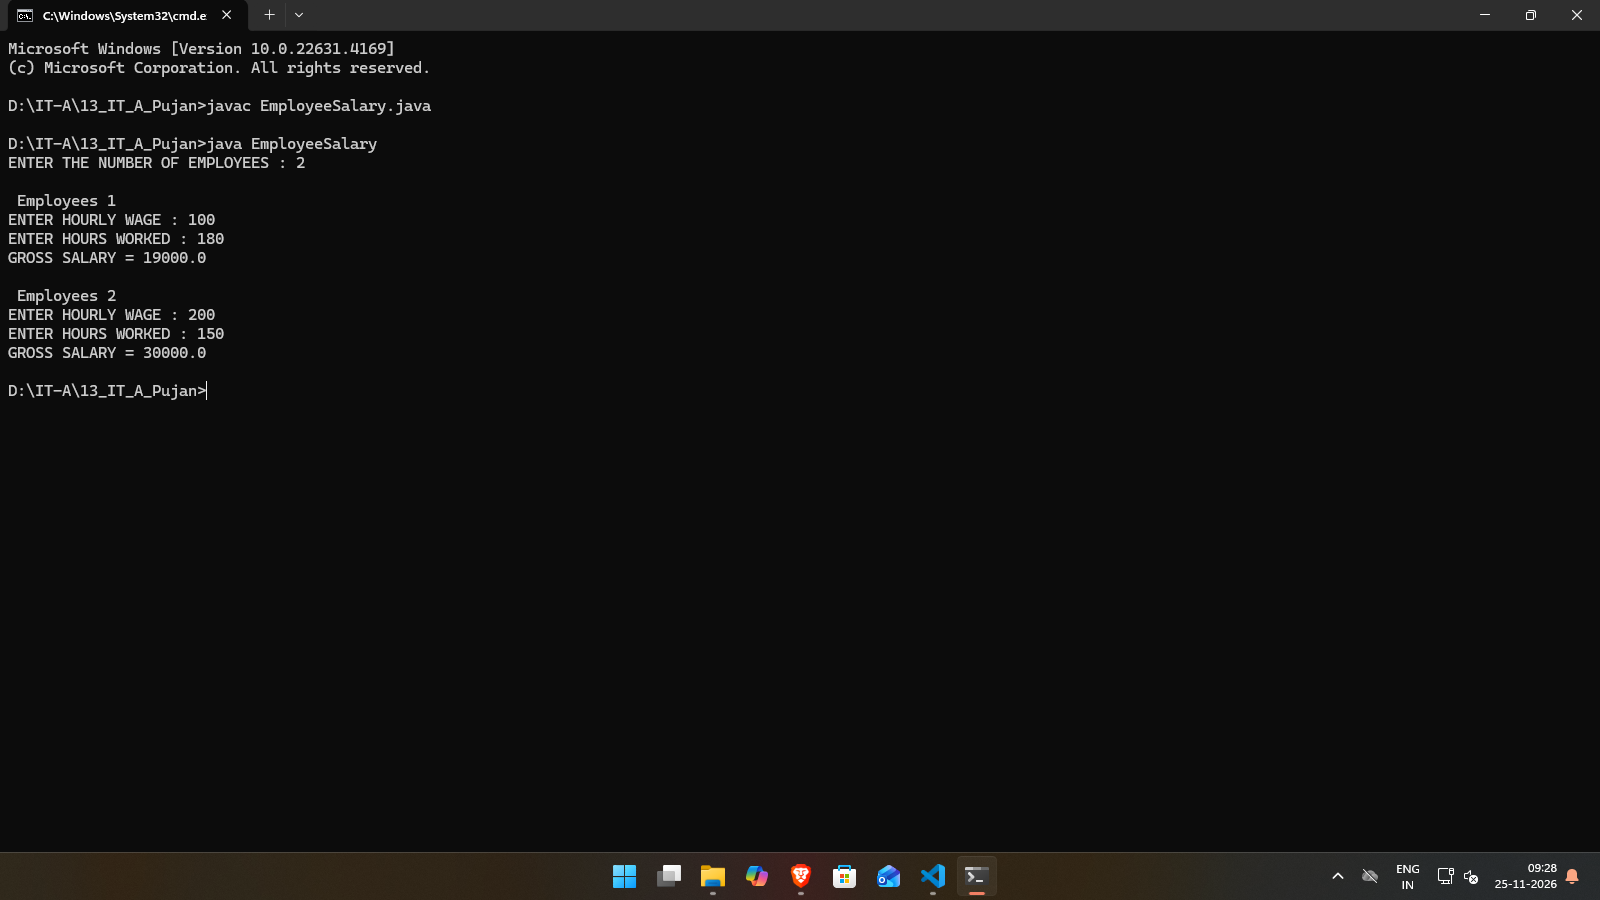 C:\Windows\System32\cmd.e
Microsoft Windows [Version 10.0.22631.4169]
(c) Microsoft Corporation. All rights reserved.
D:\IT-A\13_IT_A_Pujan>javac EmployeeSalary.java
D:\IT-A\13_IT_A_Pujan>java EmployeeSalary
ENTER THE NUMBER OF EMPLOYEES : 2
Employees 1
ENTER HOURLY WAGE : 100
ENTER HOURS WORKED : 180
GROSS SALARY = 19000.0
Employees 2
ENTER HOURLY WAGE : 200
ENTER HOURS WORKED : 150
GROSS SALARY = 30000.0
D:\IT-A\13_IT_A_Pujan>
ENG
IN
09:28
25-11-2026